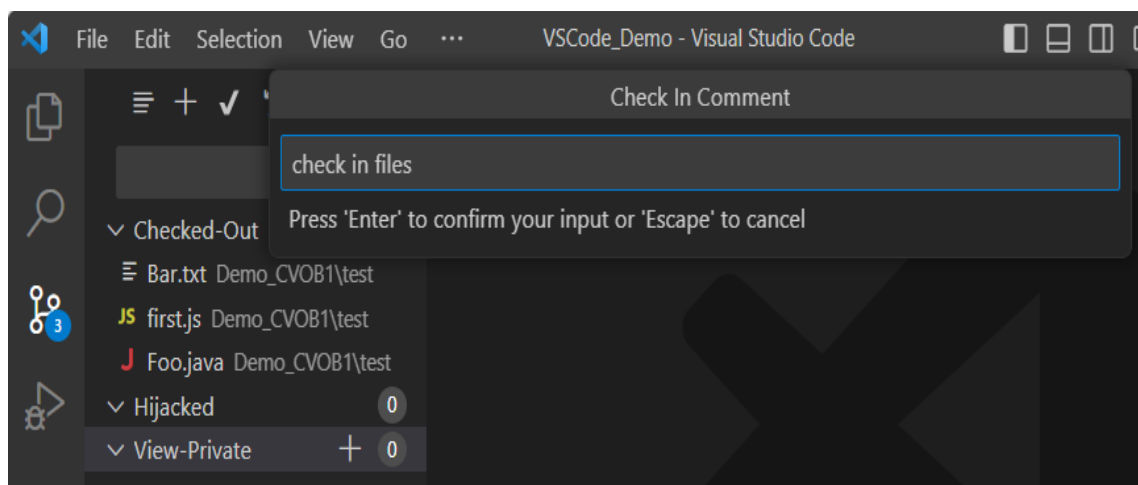 File Edit Selection View Go ··· VSCode_Demo - Visual Studio Code
Check In Comment
check in files
Press 'Enter' to confirm your input or 'Escape' to cancel
Checked-Out
Bar.txt Demo_CVOB1\test
JS first.js Demo_CVOB1\test
3
J Foo.java Demo_CVOB1\test
Hijacked 0
View-Private + 0